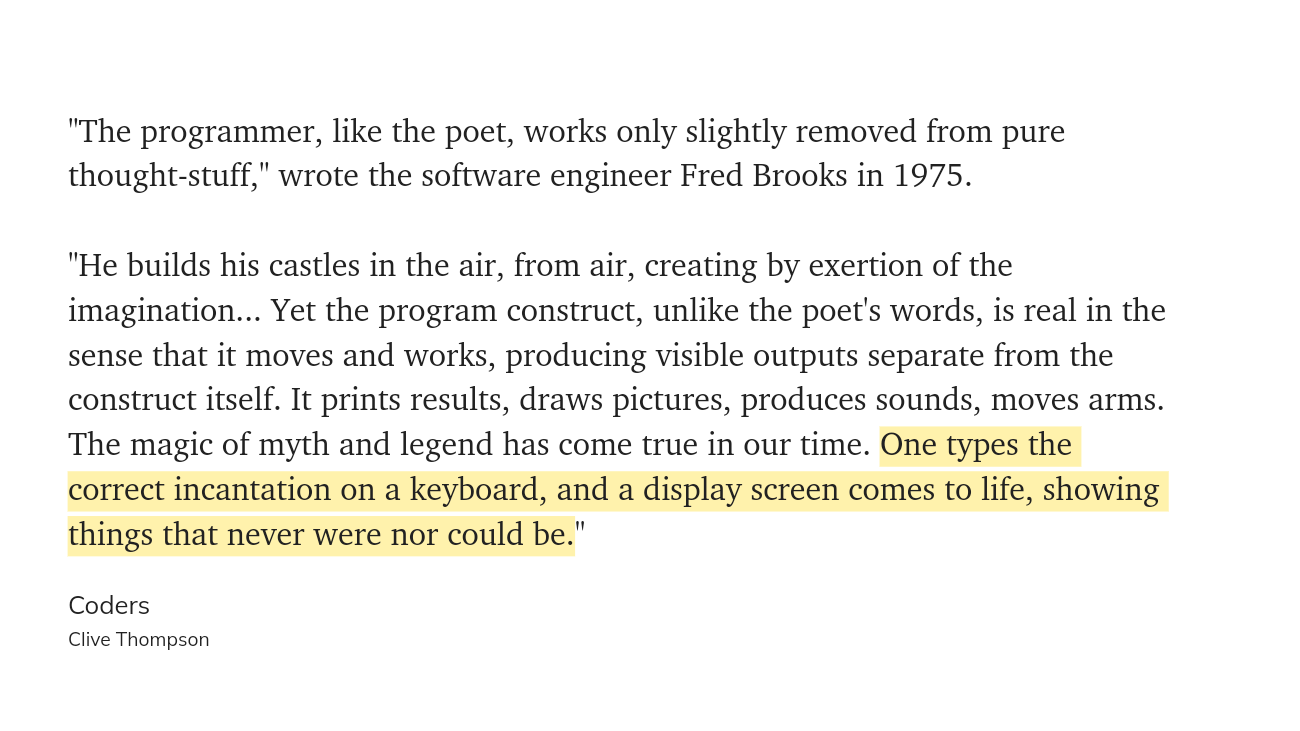 "The programmer, like the poet, works only slightly removed from pure
thought-stuff," wrote the software engineer Fred Brooks in 1975.
"He builds his castles in the air, from air, creating by exertion of the
imagination... Yet the program construct, unlike the poet's words, is real in the
sense that it moves and works, producing visible outputs separate from the
construct itself. It prints results, draws pictures, produces sounds, moves arms.
The magic of myth and legend has come true in our time. One types the
correct incantation on a keyboard, and a display screen comes to life, showing
things that never were nor could be."
Coders
Clive Thompson